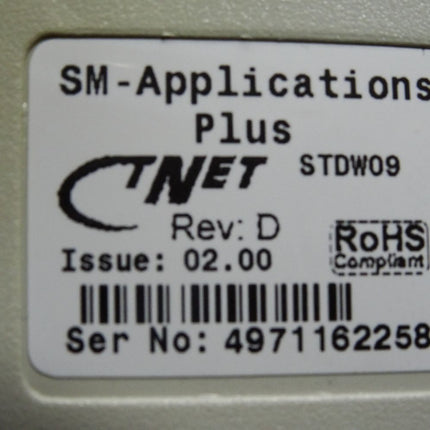 SM-Applications
Plus
CTNET STDW09
Rev: D
RoHS
Compliant
Issue: 02.00
Ser No: 4971162258